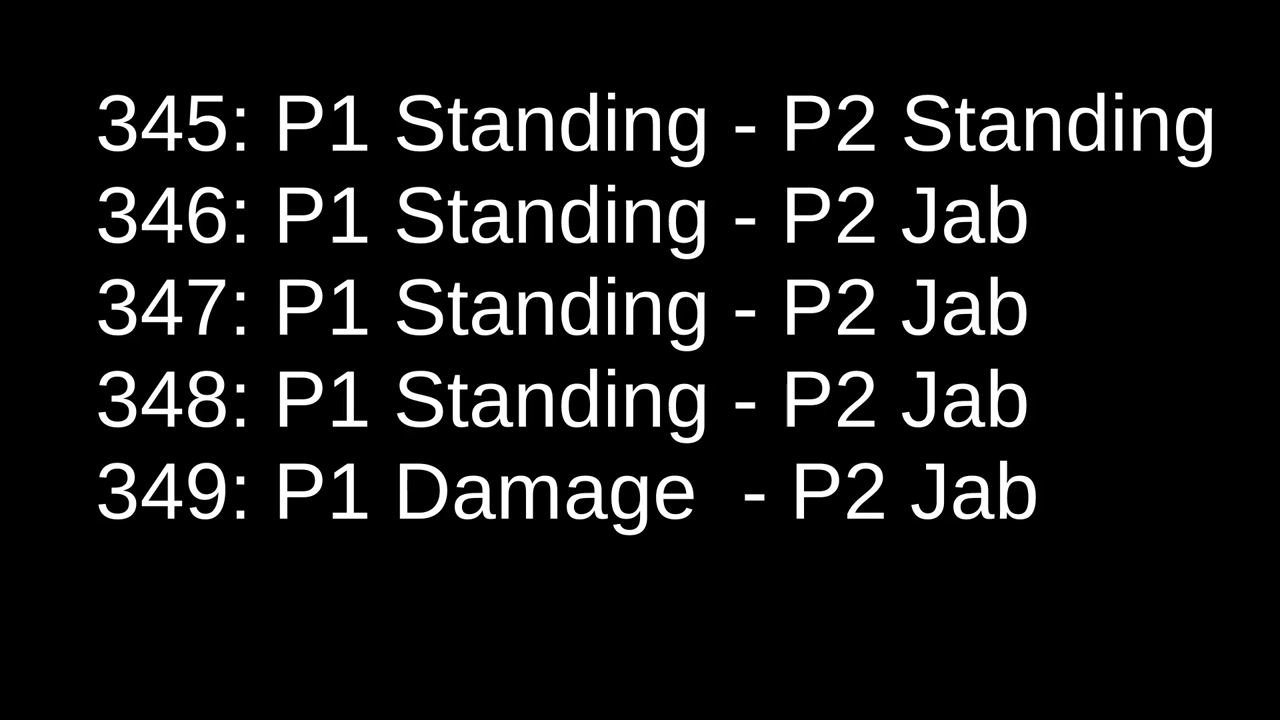 345: P1 Standing - P2 Standing
346: P1 Standing - P2 Jab
347: P1 Standing - P2 Jab
348: P1 Standing - P2 Jab
349: P1 Damage  - P2 Jab